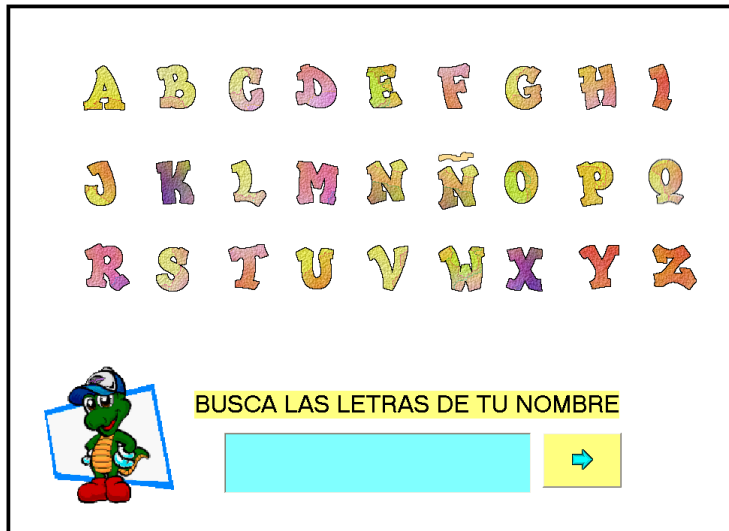 A B C D E F G H I
J K L M N Ñ O P Q
R S T U V W X Y Z
BUSCA LAS LETRAS DE TU NOMBRE